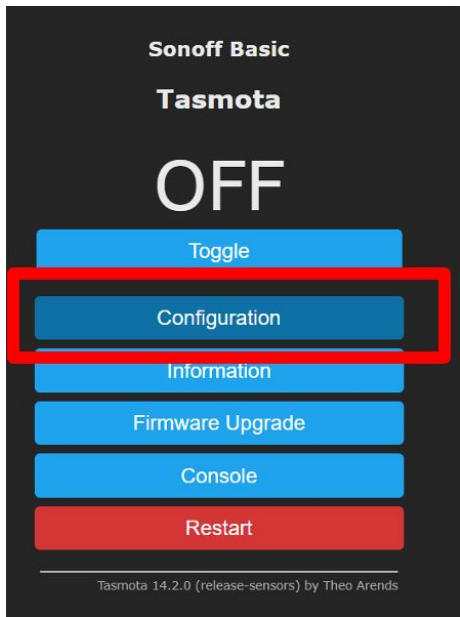 Sonoff Basic
Tasmota
OFF
Toggle
Configuration
Information
Firmware Upgrade
Console
Restart
Tasmota 14.2.0 (release-sensors) by Theo Arends